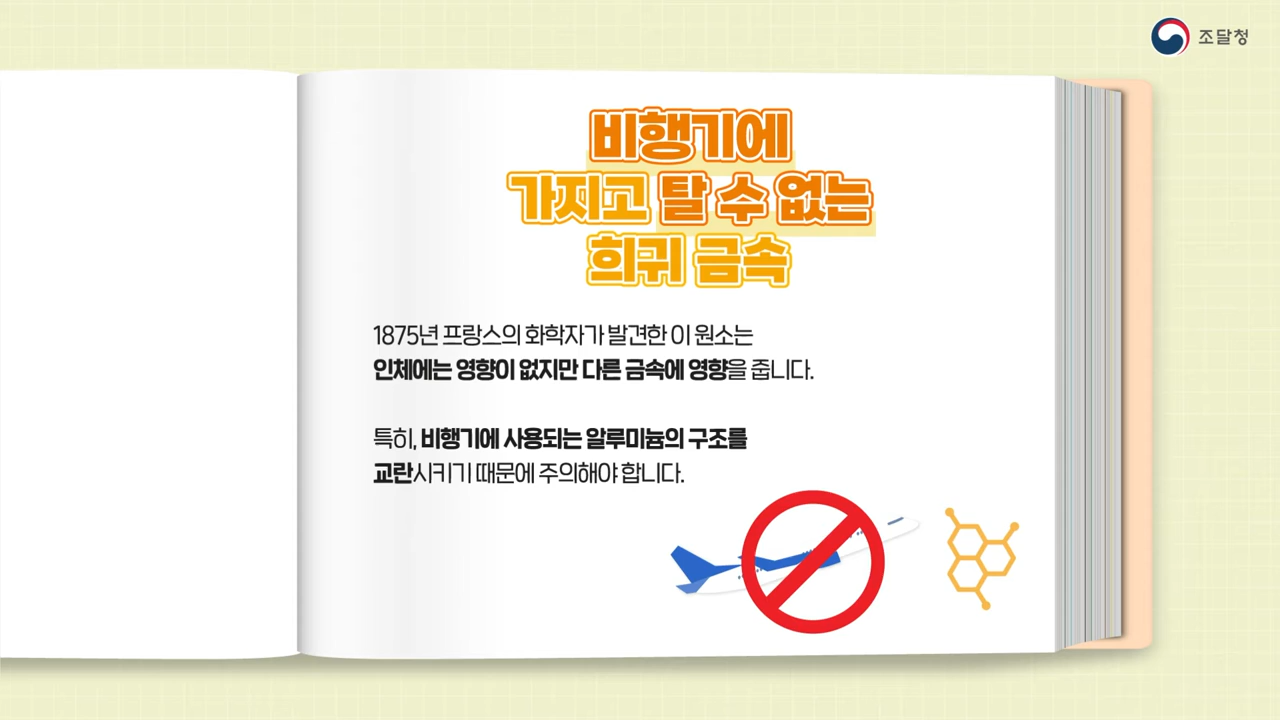 조달청
비행기에
가지고 탈 수 없는
희귀 금속
1875년 프랑스의 화학자가 발견한 이 원소는
인체에는 영향이 없지만 다른 금속에 영향을 줍니다.
특히, 비행기에 사용되는 알루미늄의 구조를
교란시키기 때문에 주의해야 합니다.